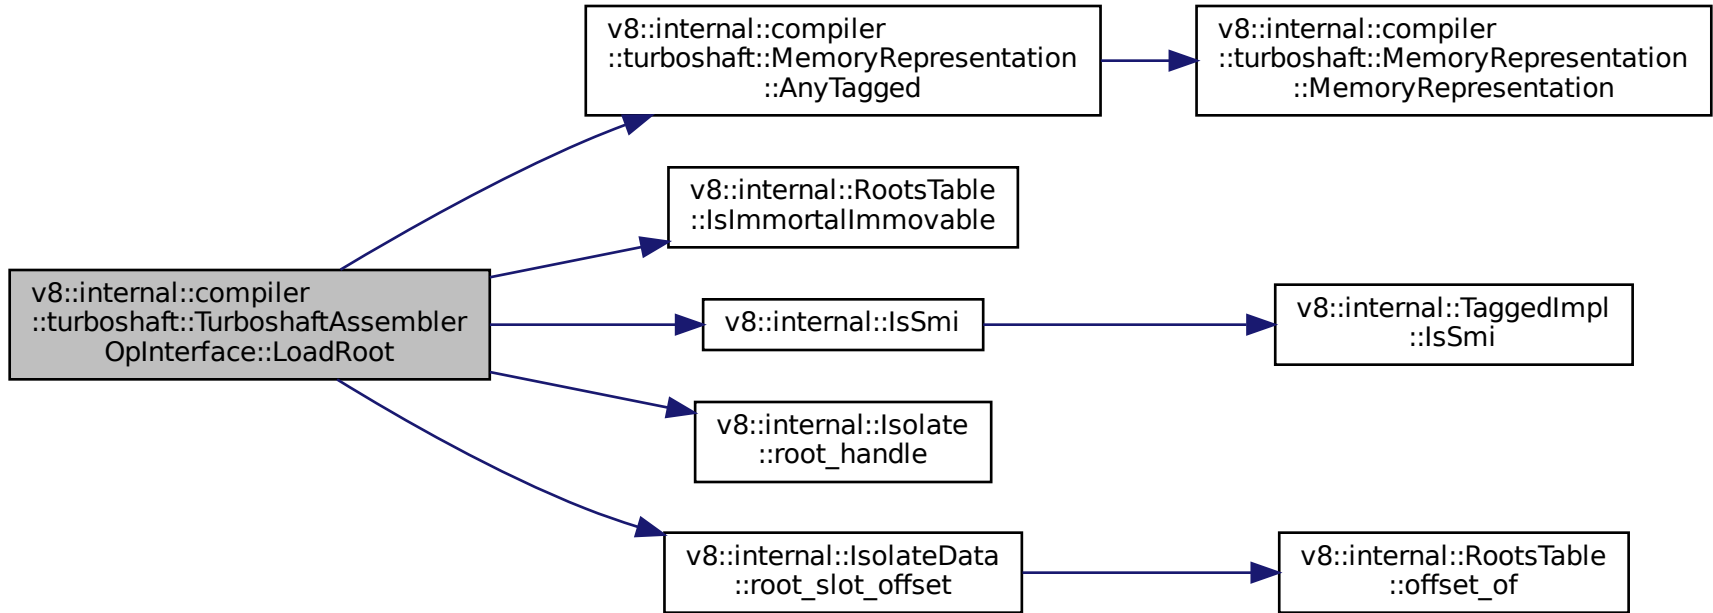 v8::internal::compiler
::turboshaft::MemoryRepresentation
::AnyTagged
v8::internal::compiler
::turboshaft::MemoryRepresentation
::MemoryRepresentation
v8::internal::RootsTable
::IsImmortalImmovable
v8::internal::compiler
::turboshaft::TurboshaftAssembler
OpInterface::LoadRoot
v8::internal::IsSmi
v8::internal::TaggedImpl
::IsSmi
v8::internal::Isolate
::root_handle
v8::internal::IsolateData
::root_slot_offset
v8::internal::RootsTable
::offset_of